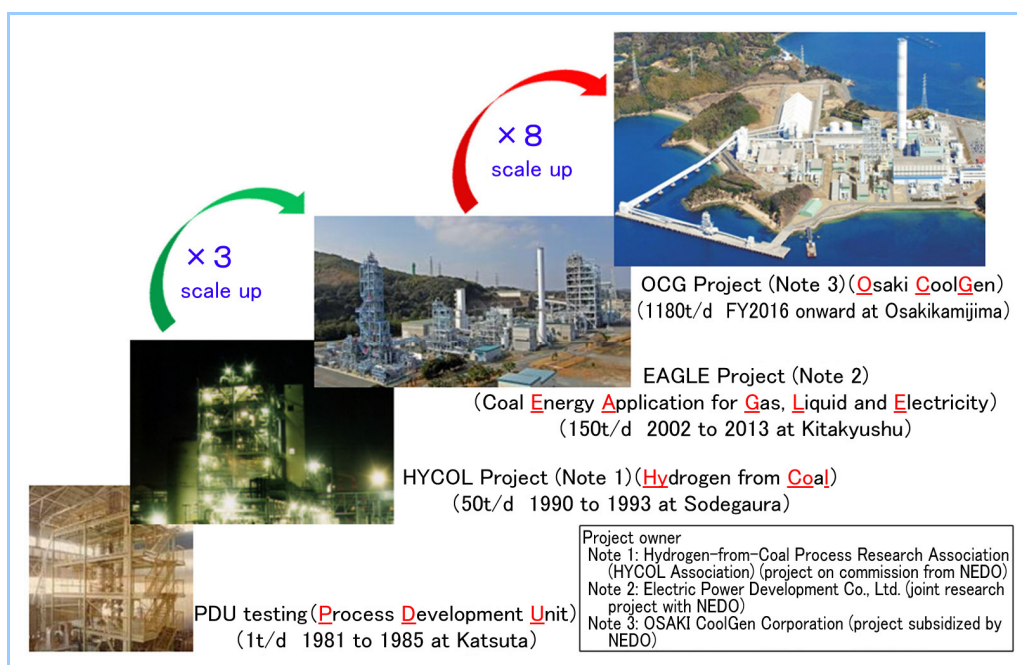 ×8
scale up
×3
scale up
OCG Project (Note 3)(Osaki CoolGen)
(1180t/d FY2016 onward at Osakikamijima)
EAGLE Project (Note 2)
(Coal Energy Application for Gas, Liquid and Electricity)
(150t/d 2002 to 2013 at Kitakyushu)
HYCOL Project (Note 1)(Hydrogen from Coal)
(50t/d 1990 to 1993 at Sodegaura)
PDU testing(Process Development Unit)
(1t/d 1981 to 1985 at Katsuta)
Project owner
Note 1: Hydrogen-from-Coal Process Research Association
(HYCOL Association) (project on commission from NEDO)
Note 2: Electric Power Development Co., Ltd. (joint research
project with NEDO)
Note 3: OSAKI CoolGen Corporation (project subsidized by
NEDO)